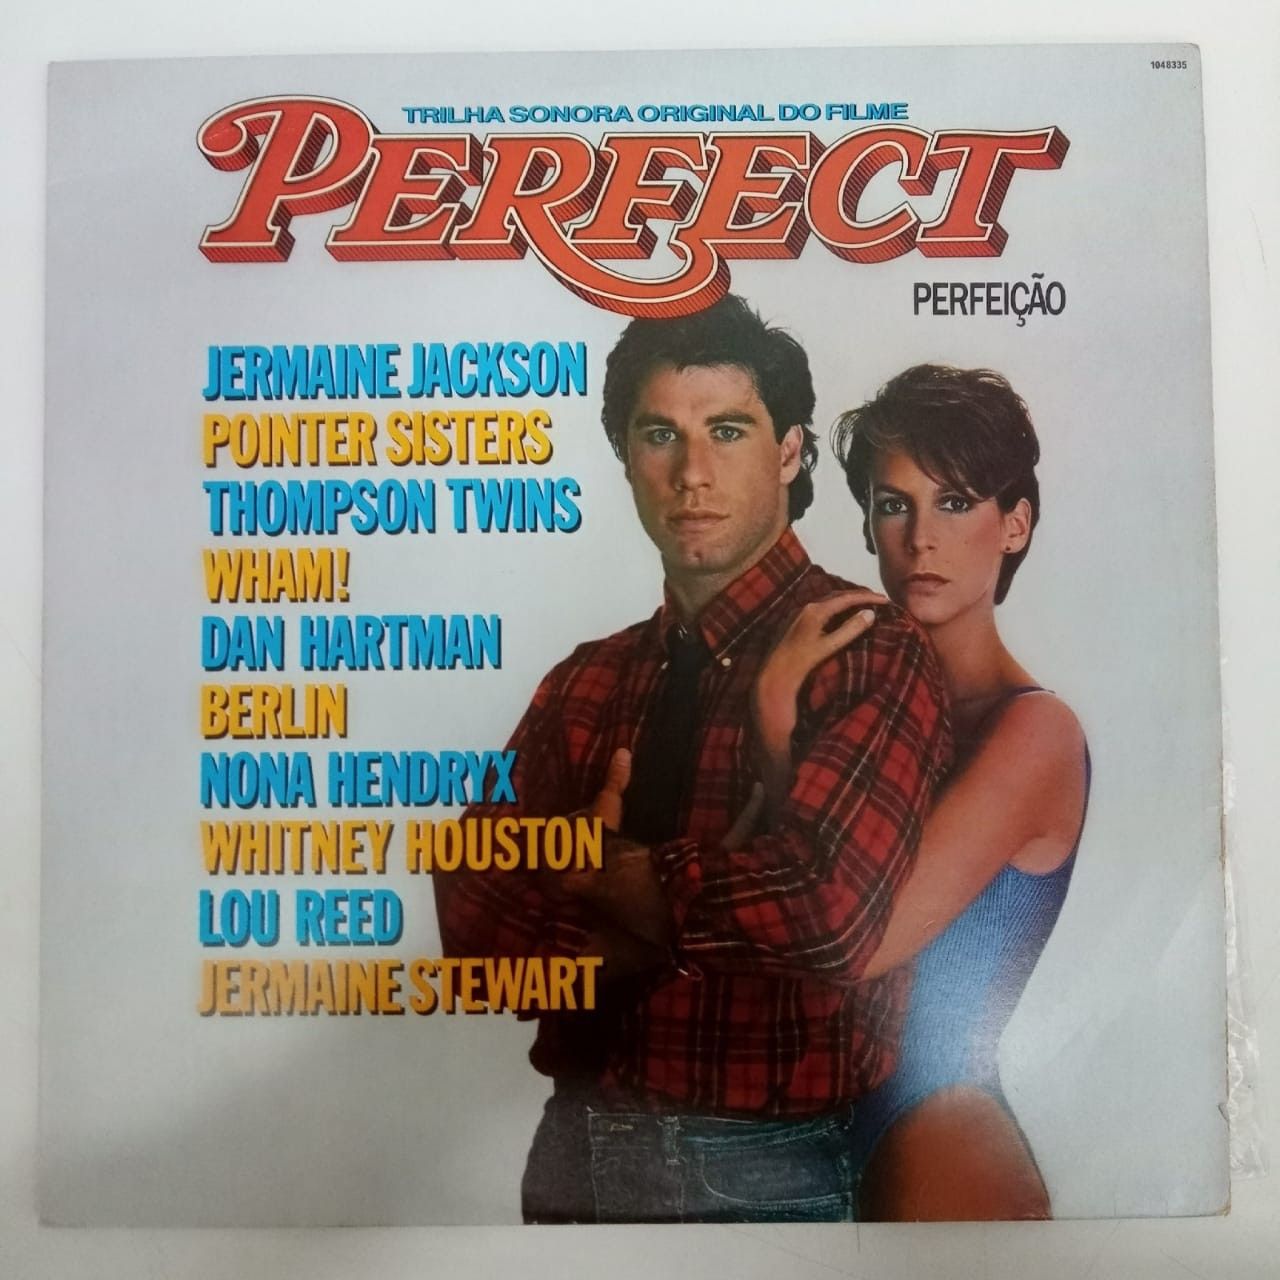 1048335
TRILHA SONORA ORIGINAL DO FILME
PERFECT
PERFEIÇÃO
JERMAINE JACKSON
POINTER SISTERS
THOMPSON TWINS
WHAM!
DAN HARTMAN
BERLIN
NONA HENDRYX
WHITNEY HOUSTON
LOU REED
JERMAINE STEWART